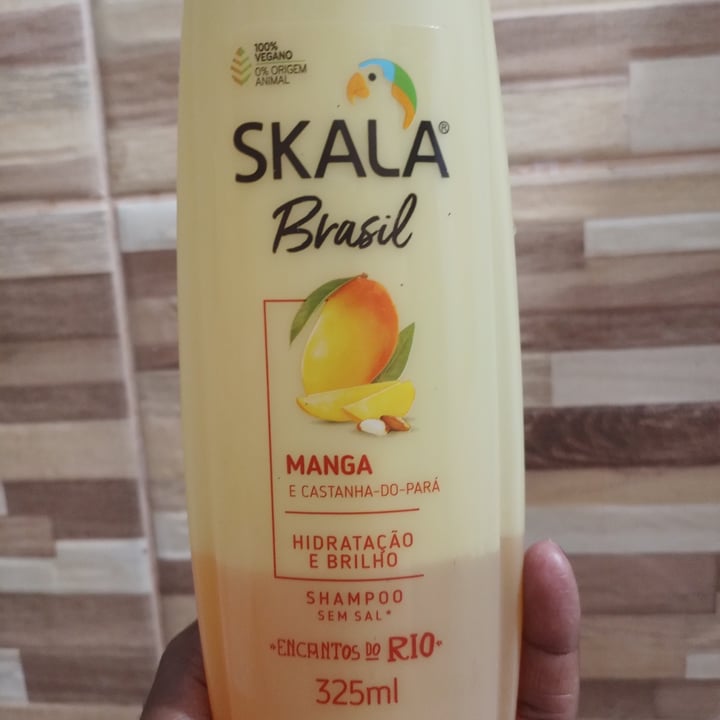 100%
VEGANO
0% ORIGEM
ANIMAL
SKALA®
Brasil
MANGA
E CASTANHA-DO-PARÁ
HIDRATAÇÃO
E BRILHO
SHAMPOO
SEM SAL*
•ENCANTOS DO RIO•
325ml